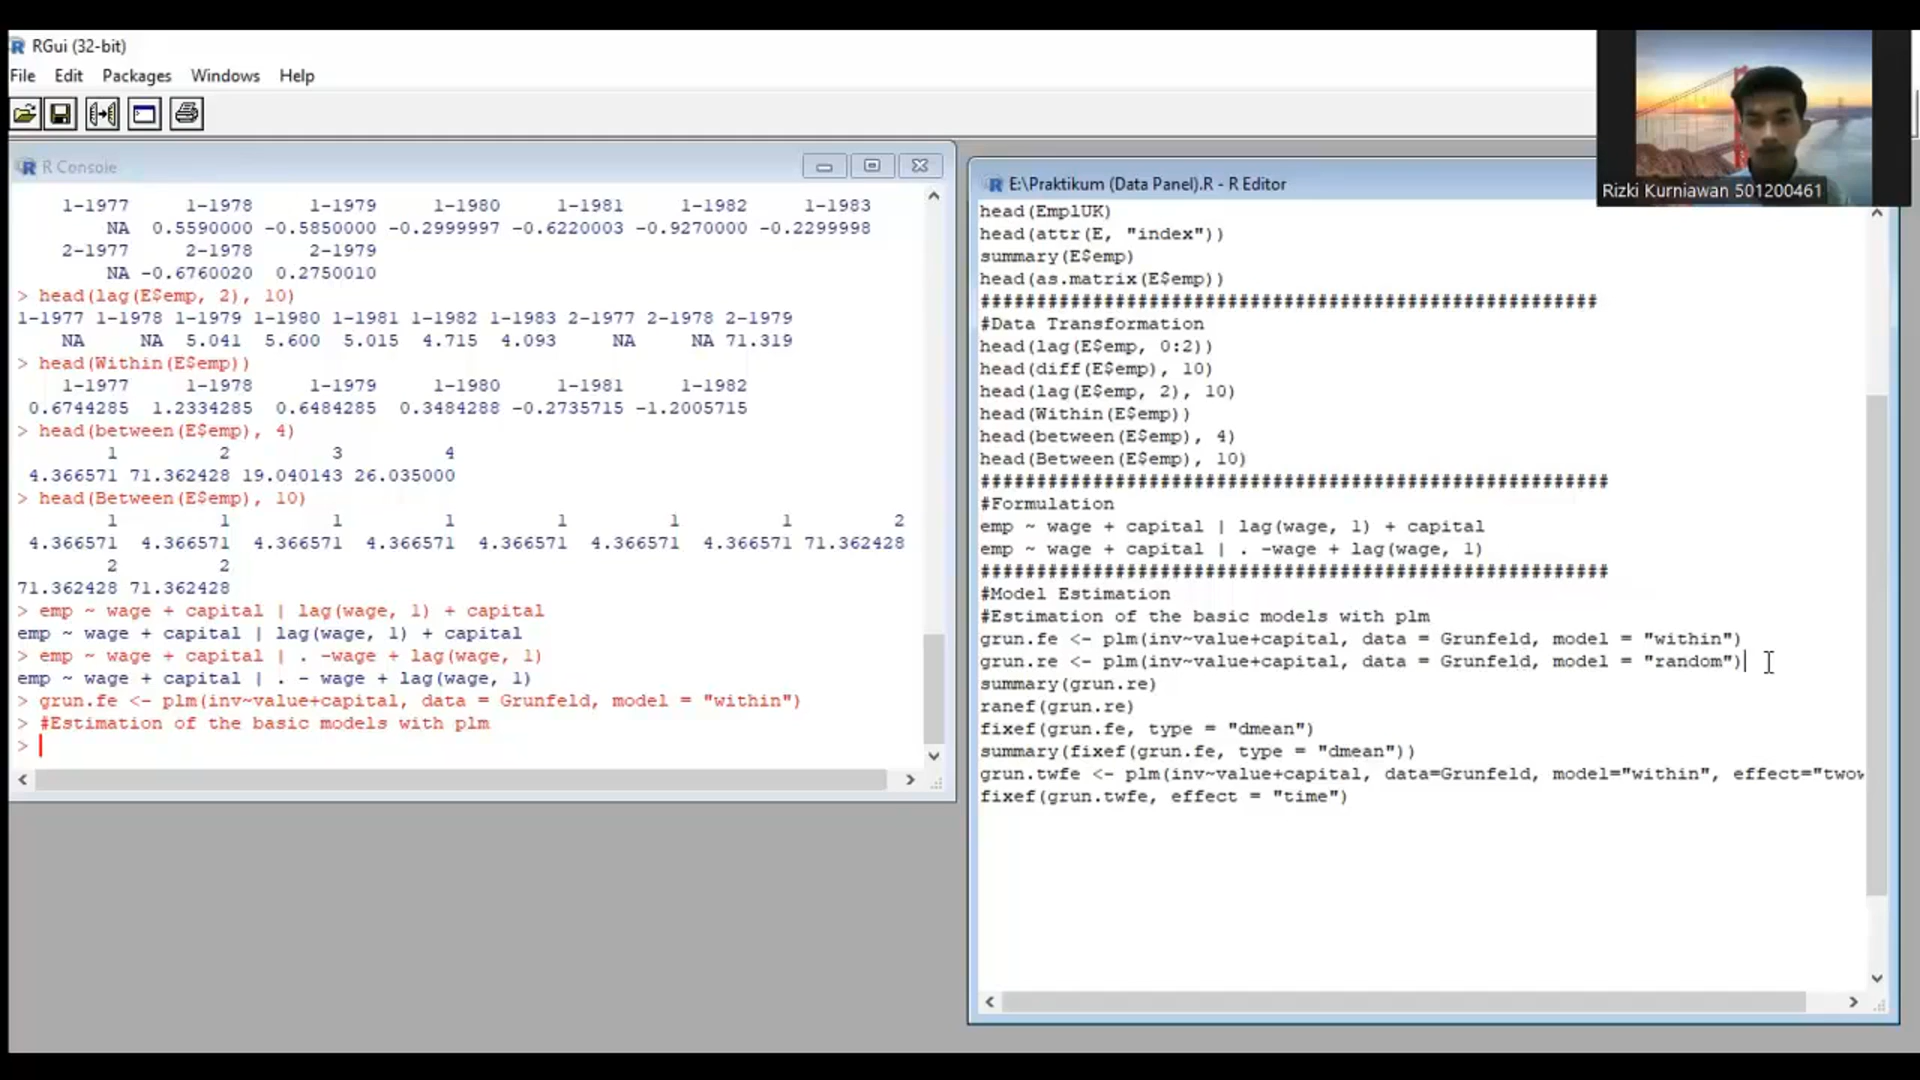 RGui (32-bit)
File Edit Packages Windows Help
R Console
1-1977 1-1978 1-1979 1-1980 1-1981 1-1982 1-1983
NA 0.5590000 -0.5850000 -0.2999997 -0.6220003 -0.9270000 -0.2299998
2-1977 2-1978 2-1979
NA -0.6760020 0.2750010
> head(lag(E$emp, 2), 10)
1-1977 1-1978 1-1979 1-1980 1-1981 1-1982 1-1983 2-1977 2-1978 2-1979
NA NA 5.041 5.600 5.015 4.715 4.093 NA NA 71.319
> head(Within(E$emp))
1-1977 1-1978 1-1979 1-1980 1-1981 1-1982
0.6744285 1.2334285 0.6484285 0.3484288 -0.2735715 -1.2005715
> head(between(E$emp), 4)
1 2 3 4
4.366571 71.362428 19.040143 26.035000
> head(Between(E$emp), 10)
1 1 1 1 1 1 1 2
4.366571 4.366571 4.366571 4.366571 4.366571 4.366571 4.366571 71.362428
2 2
71.362428 71.362428
> emp ~ wage + capital | lag(wage, 1) + capital
emp ~ wage + capital | lag(wage, 1) + capital
> emp ~ wage + capital | . -wage + lag(wage, 1)
emp ~ wage + capital | . - wage + lag(wage, 1)
> grun.fe <- plm(inv~value+capital, data = Grunfeld, model = "within")
> #Estimation of the basic models with plm
>
E:\Praktikum (Data Panel).R - R Editor
head(EmplUK)
head(attr(E, "index"))
summary(E$emp)
head(as.matrix(E$emp))
#######################################################
#Data Transformation
head(lag(E$emp, 0:2))
head(diff(E$emp), 10)
head(lag(E$emp, 2), 10)
head(Within(E$emp))
head(between(E$emp), 4)
head(Between(E$emp), 10)
########################################################
#Formulation
emp ~ wage + capital | lag(wage, 1) + capital
emp ~ wage + capital | . -wage + lag(wage, 1)
########################################################
#Model Estimation
#Estimation of the basic models with plm
grun.fe <- plm(inv~value+capital, data = Grunfeld, model = "within")
grun.re <- plm(inv~value+capital, data = Grunfeld, model = "random")
summary(grun.re)
ranef(grun.re)
fixef(grun.fe, type = "dmean")
summary(fixef(grun.fe, type = "dmean"))
grun.twfe <- plm(inv~value+capital, data=Grunfeld, model="within", effect="twow
fixef(grun.twfe, effect = "time")
Rizki Kurniawan 501200461